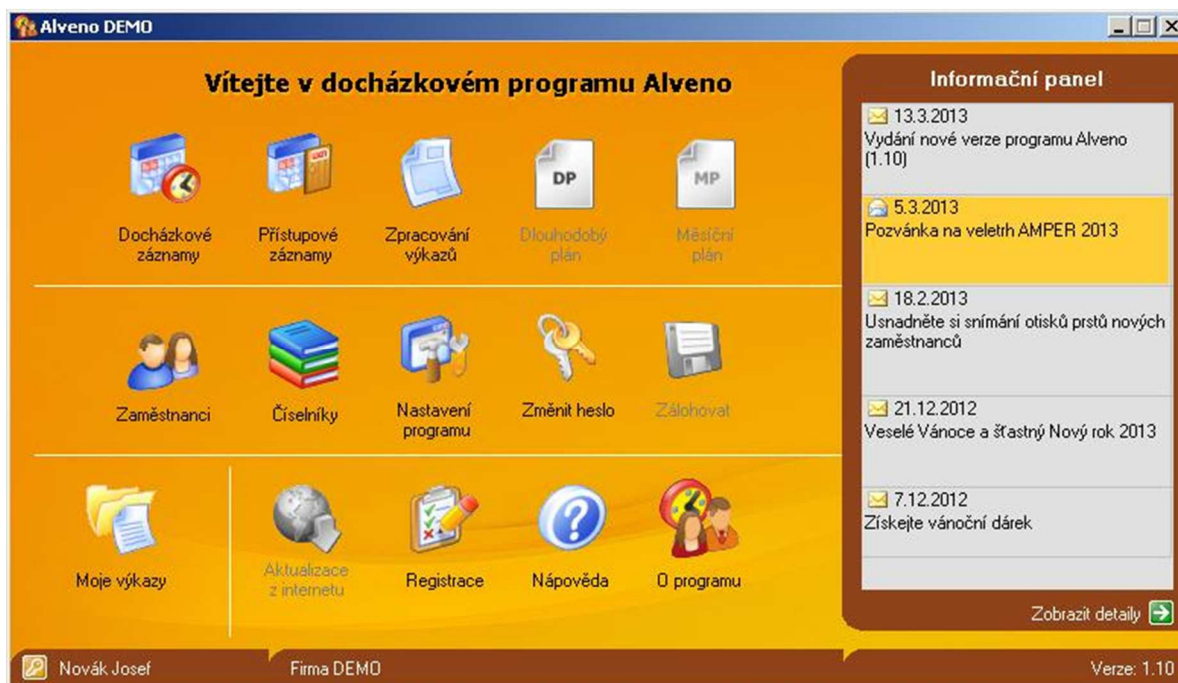 Alveno DEMO
Vítejte v docházkovém programu Alveno
Docházkové
záznamy
Přístupové
záznamy
Zpracování
výkazů
DP
Dlouhodobý
plán
MP
Měsíční
plán
Zaměstnanci
Číselníky
Nastavení
programu
Změnit heslo
Zálohovat
Moje výkazy
Aktualizace
z internetu
Registrace
Nápověda
O programu
Informační panel
13.3.2013
Vydání nové verze programu Alveno
(1.10)
5.3.2013
Pozvánka na veletrh AMPER 2013
18.2.2013
Usnadněte si snímání otisků prstů nových
zaměstnanců
21.12.2012
Veselé Vánoce a šťastný Nový rok 2013
7.12.2012
Získejte vánoční dárek
Zobrazit detaily
Novák Josef
Firma DEMO
Verze: 1.10